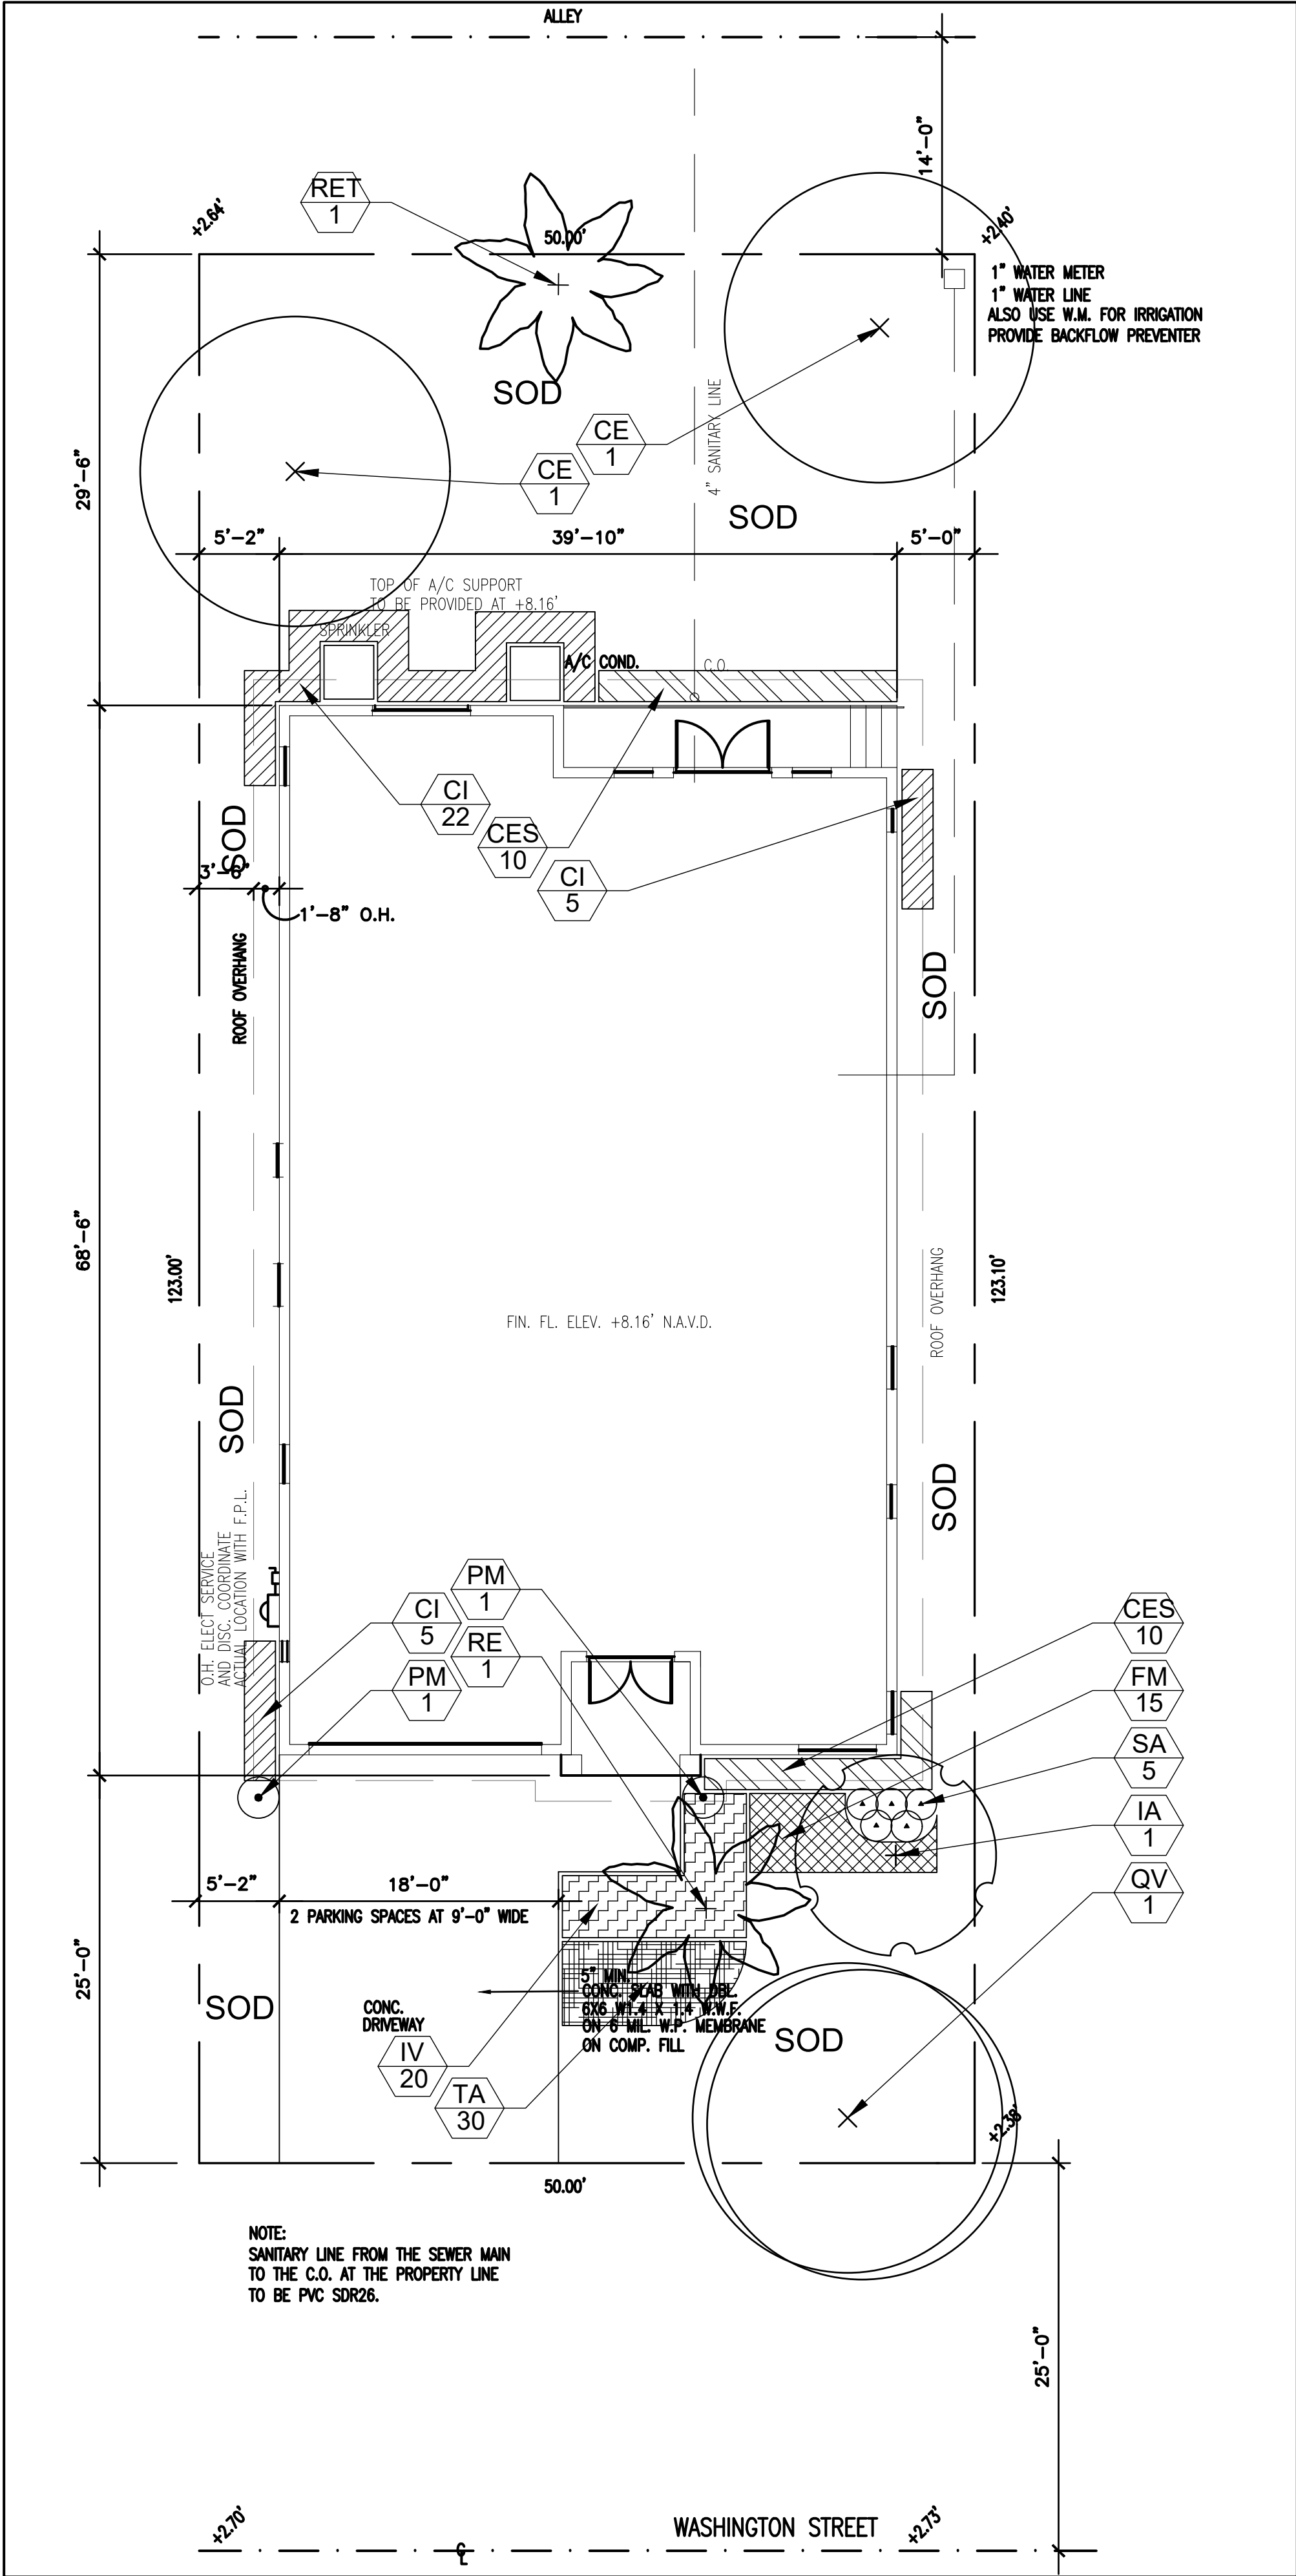 ALLEY
14'-0"
RET
1
+2.64'
50.00'
+2.40'
1" WATER METER
1" WATER LINE
ALSO USE W.M. FOR IRRIGATION
PROVIDE BACKFLOW PREVENTER
SOD
CE
1
CE
1
4" SANITARY LINE
29'-6"
SOD
5'-2"
39'-10"
5'-0"
TOP OF A/C SUPPORT
TO BE PROVIDED AT +8.16'
SPRINKLER
A/C COND.
C.O.
CI
22
CES
10
CI
5
SOD
3'-6"
1'-8" O.H.
ROOF OVERHANG
SOD
68'-6"
123.00'
123.10'
ROOF OVERHANG
FIN. FL. ELEV. +8.16' N.A.V.D.
SOD
SOD
O.H. ELECT SERVICE
AND DISC. COORDINATE
ACTUAL LOCATION WITH F.P.L.
PM
1
CI
5
RE
1
PM
1
CES
10
FM
15
SA
5
IA
1
QV
1
5'-2"
18'-0"
2 PARKING SPACES AT 9'-0" WIDE
25'-0"
SOD
CONC.
DRIVEWAY
5" MIN.
CONC. SLAB WITH DBL.
6X6 W1.4 X 1.4 W.W.F.
ON 6 MIL. W.P. MEMBRANE
ON COMP. FILL
SOD
IV
20
TA
30
+2.38'
50.00'
NOTE:
SANITARY LINE FROM THE SEWER MAIN
TO THE C.O. AT THE PROPERTY LINE
TO BE PVC SDR26.
25'-0"
+2.70'
WASHINGTON STREET
+2.73'
CL